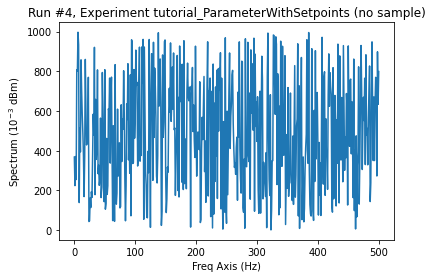 Run #4, Experiment tutorial_ParameterWithSetpoints (no sample)
1000
800
600
400
200
0
Spectrum (10⁻³ dBm)
0 100 200 300 400 500
Freq Axis (Hz)